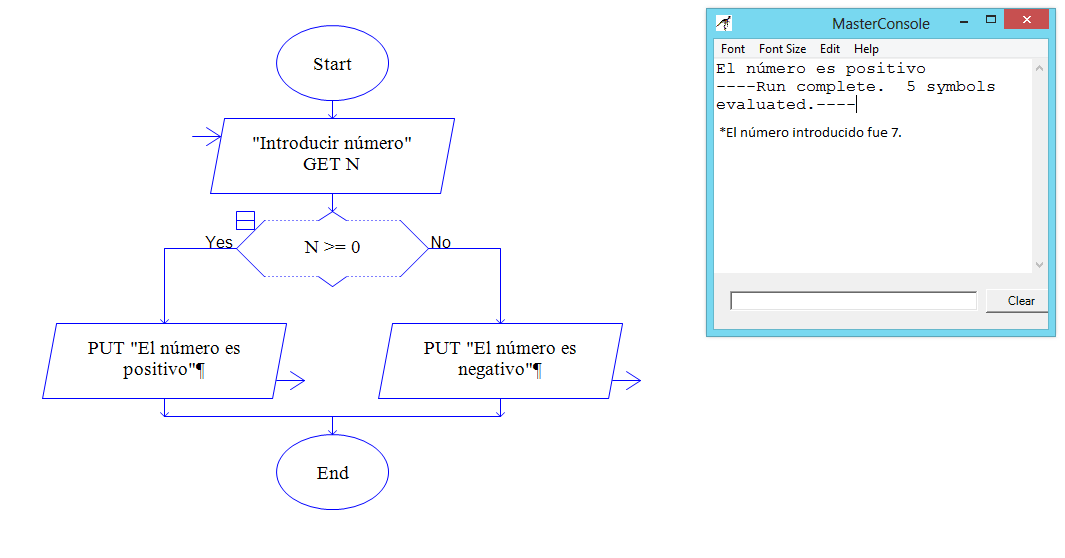 Start
"Introducir número"
GET N
Yes
N >= 0
No
PUT "El número es
positivo"¶
PUT "El número es
negativo"¶
End
MasterConsole
Font Font Size Edit Help
El número es positivo
----Run complete.  5 symbols
evaluated.----
*El número introducido fue 7.
Clear